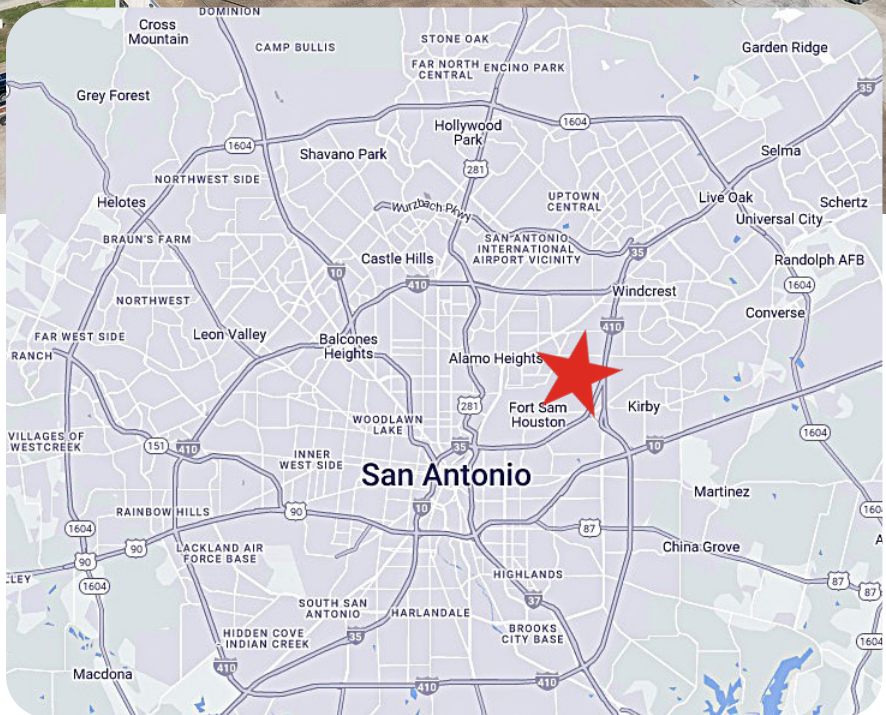 DOMINION
Cross
Mountain
CAMP BULLIS
STONE OAK
FAR NORTH
CENTRAL
ENCINO PARK
Garden Ridge
Grey Forest
35
1604
Hollywood
Park
1604
Shavano Park
281
Selma
NORTHWEST SIDE
Helotes
Wurzbach Pkwy
UPTOWN
CENTRAL
Live Oak
Schertz
Universal City
BRAUN'S FARM
SAN ANTONIO
INTERNATIONAL
AIRPORT VICINITY
35
Castle Hills
10
410
Randolph AFB
1604
Windcrest
NORTHWEST
Converse
410
FAR WEST SIDE
Leon Valley
Balcones
Heights
RANCH
Alamo Heights
281
Fort Sam
Houston
Kirby
WOODLAWN
LAKE
VILLAGES OF
WESTCREEK
151
410
35
10
1604
INNER
WEST SIDE
San Antonio
Martinez
RAINBOW HILLS
90
10
160
1604
90
87
China Grove
A
90
LACKLAND AIR
FORCE BASE
LLEY
1604
HIGHLANDS
87
87
37
SOUTH SAN
ANTONIO
HARLANDALE
35
BROOKS
CITY BASE
HIDDEN COVE
INDIAN CREEK
1604
410
Macdona
410
410